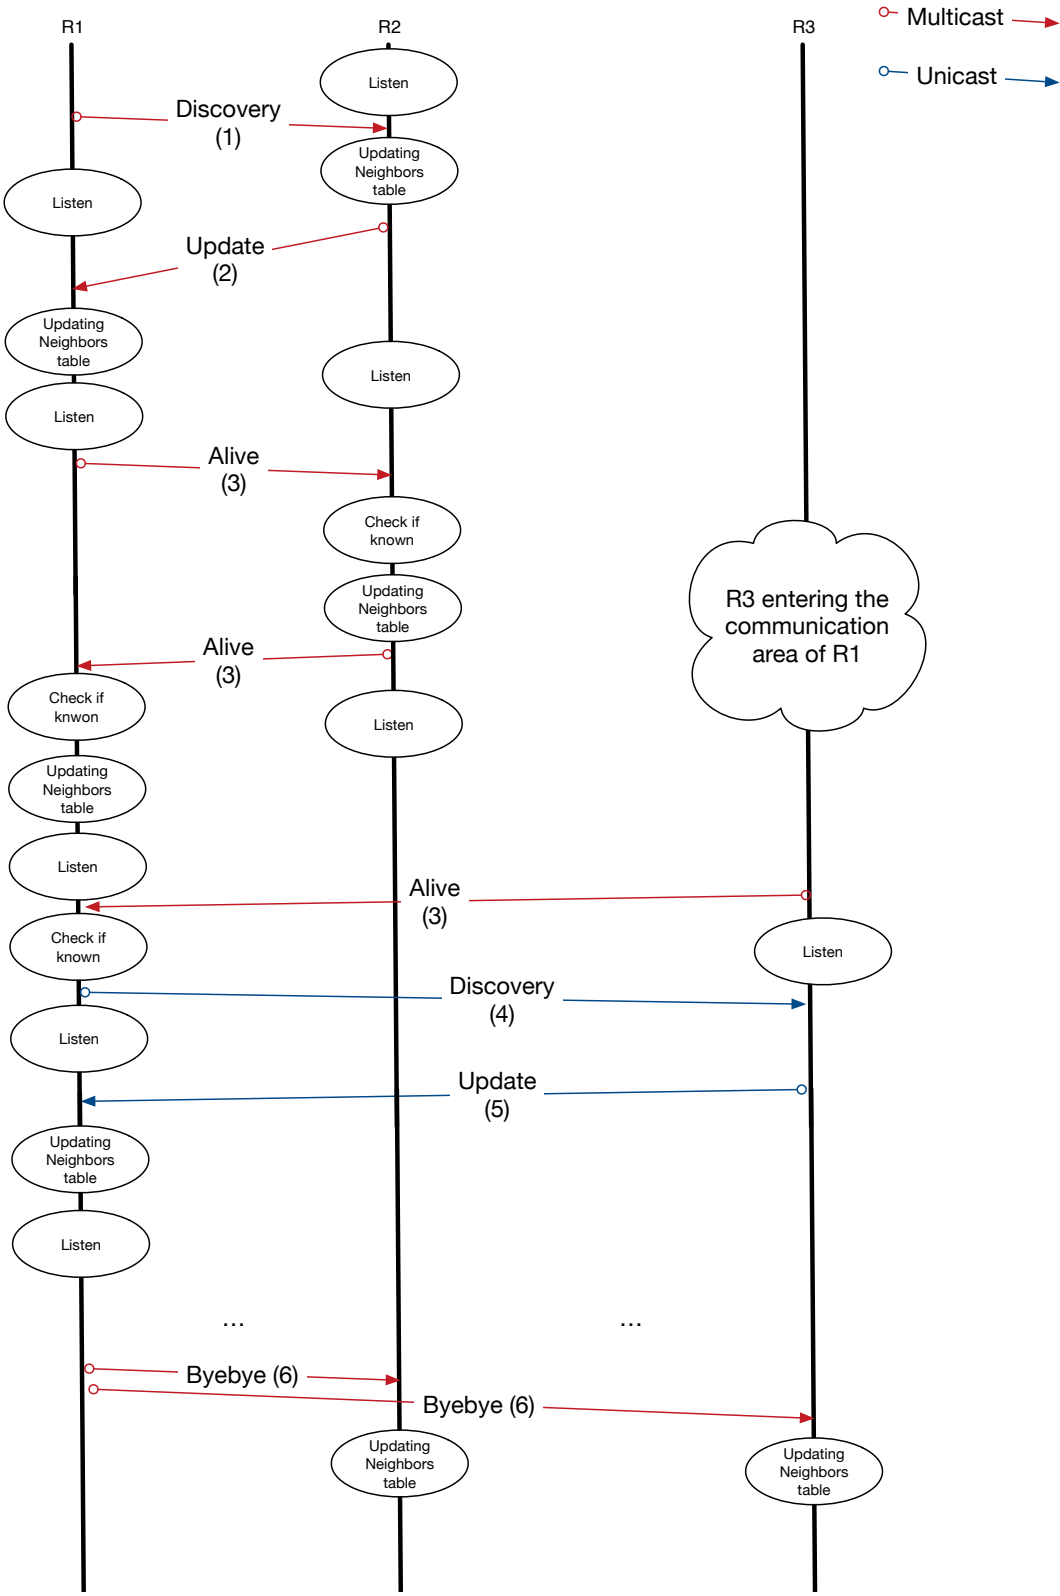 R1
R2
R3
Multicast
Unicast
Listen
Discovery
(1)
Updating
Neighbors
table
Listen
Update
(2)
Updating
Neighbors
table
Listen
Listen
Alive
(3)
Check if
known
Updating
Neighbors
table
R3 entering the
communication
area of R1
Alive
(3)
Check if
knwon
Listen
Updating
Neighbors
table
Listen
Alive
(3)
Check if
known
Listen
Discovery
(4)
Listen
Update
(5)
Updating
Neighbors
table
Listen
...
...
Byebye (6)
Byebye (6)
Updating
Neighbors
table
Updating
Neighbors
table